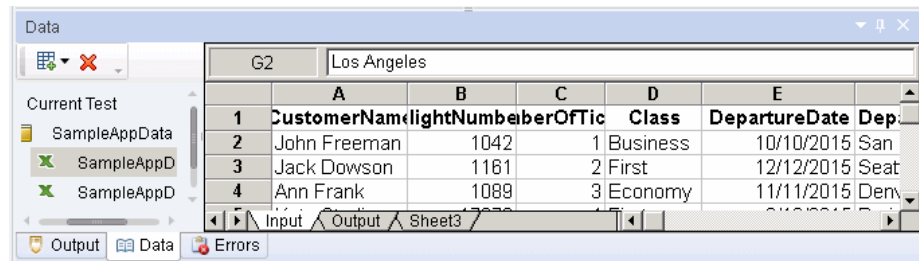 Data
G2 Los Angeles
Current Test
SampleAppData
SampleAppD
SampleAppD
A B C D E
1 CustomerName lightNumbe berOfTic Class DepartureDate Depa
2 John Freeman 1042 1 Business 10/10/2015 San
3 Jack Dowson 1161 2 First 12/12/2015 Seat
4 Ann Frank 1089 3 Economy 11/11/2015 Denv
Input Output Sheet3
Output Data Errors